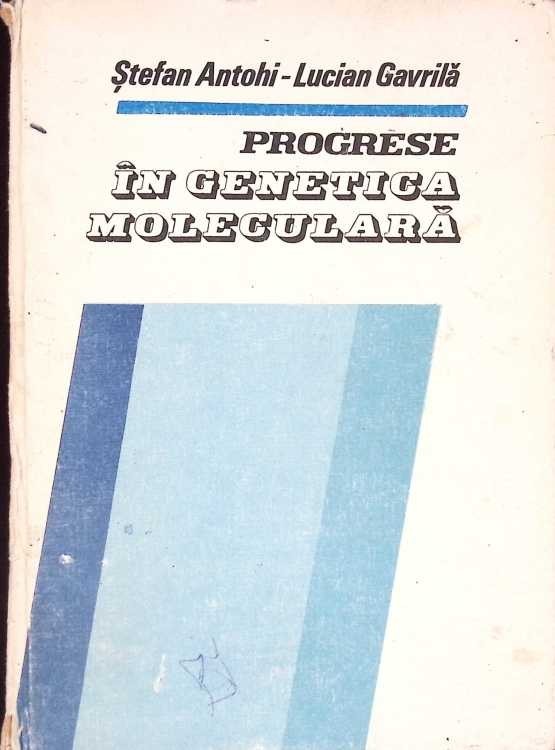 Ștefan Antohi-Lucian Gavrilă
PROGRESE
ÎN GENETICA
MOLECULARĂ